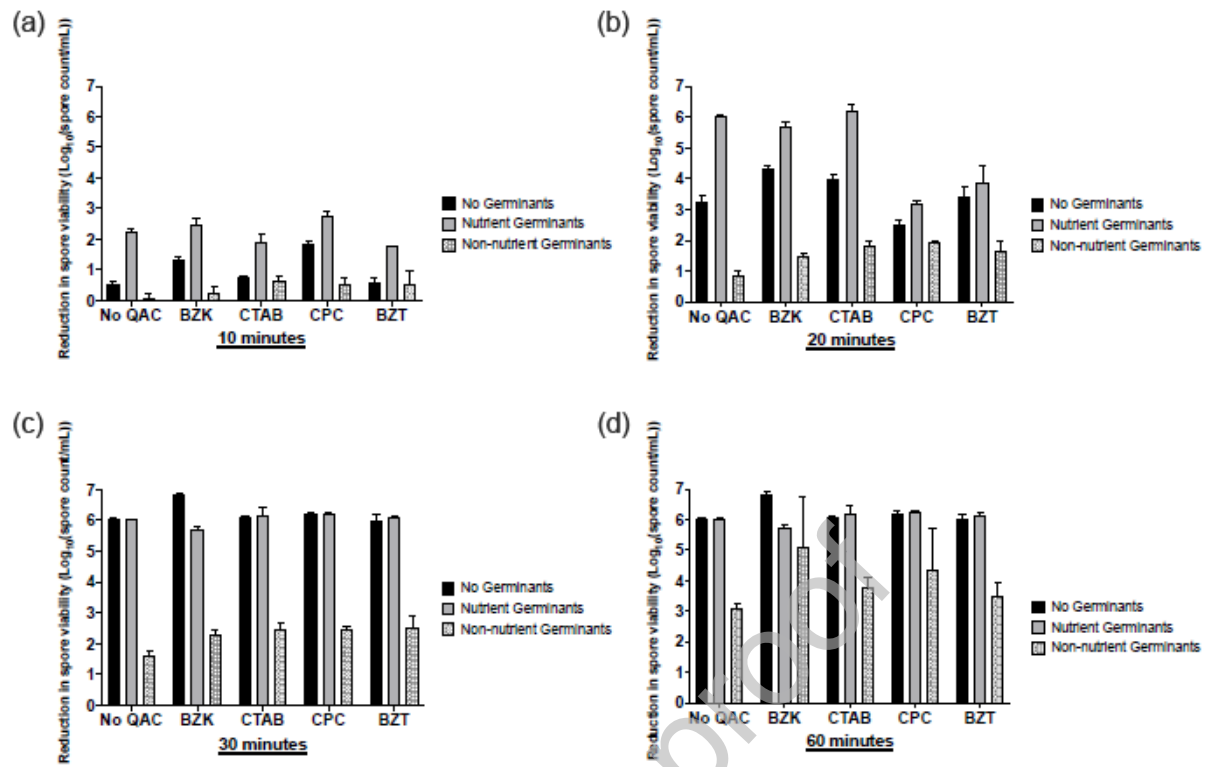 (a)
Reduction in spore viability (Log10(spore count/mL))
7
6
5
4
3
2
1
0
No QAC BZK CTAB CPC BZT
10 minutes
No Germinants
Nutrient Germinants
Non-nutrient Germinants
(b)
Reduction in spore viability (Log10(spore count/mL))
7
6
5
4
3
2
1
0
No QAC BZK CTAB CPC BZT
20 minutes
No Germinants
Nutrient Germinants
Non-nutrient Germinants
(c)
Reduction in spore viability (Log10(spore count/mL))
7
6
5
4
3
2
1
0
No QAC BZK CTAB CPC BZT
30 minutes
No Germinants
Nutrient Germinants
Non-nutrient Germinants
(d)
Reduction in spore viability (Log10(spore count/mL))
7
6
5
4
3
2
1
0
No QAC BZK CTAB CPC BZT
60 minutes
No Germinants
Nutrient Germinants
Non-nutrient Germinants
proof